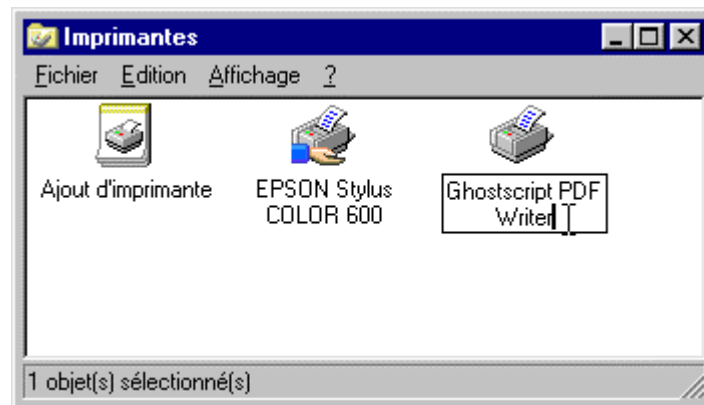 Imprimantes
Fichier Edition Affichage ?
Ajout d'imprimante
EPSON Stylus
COLOR 600
Ghostscript PDF
Writer
1 objet(s) sélectionné(s)